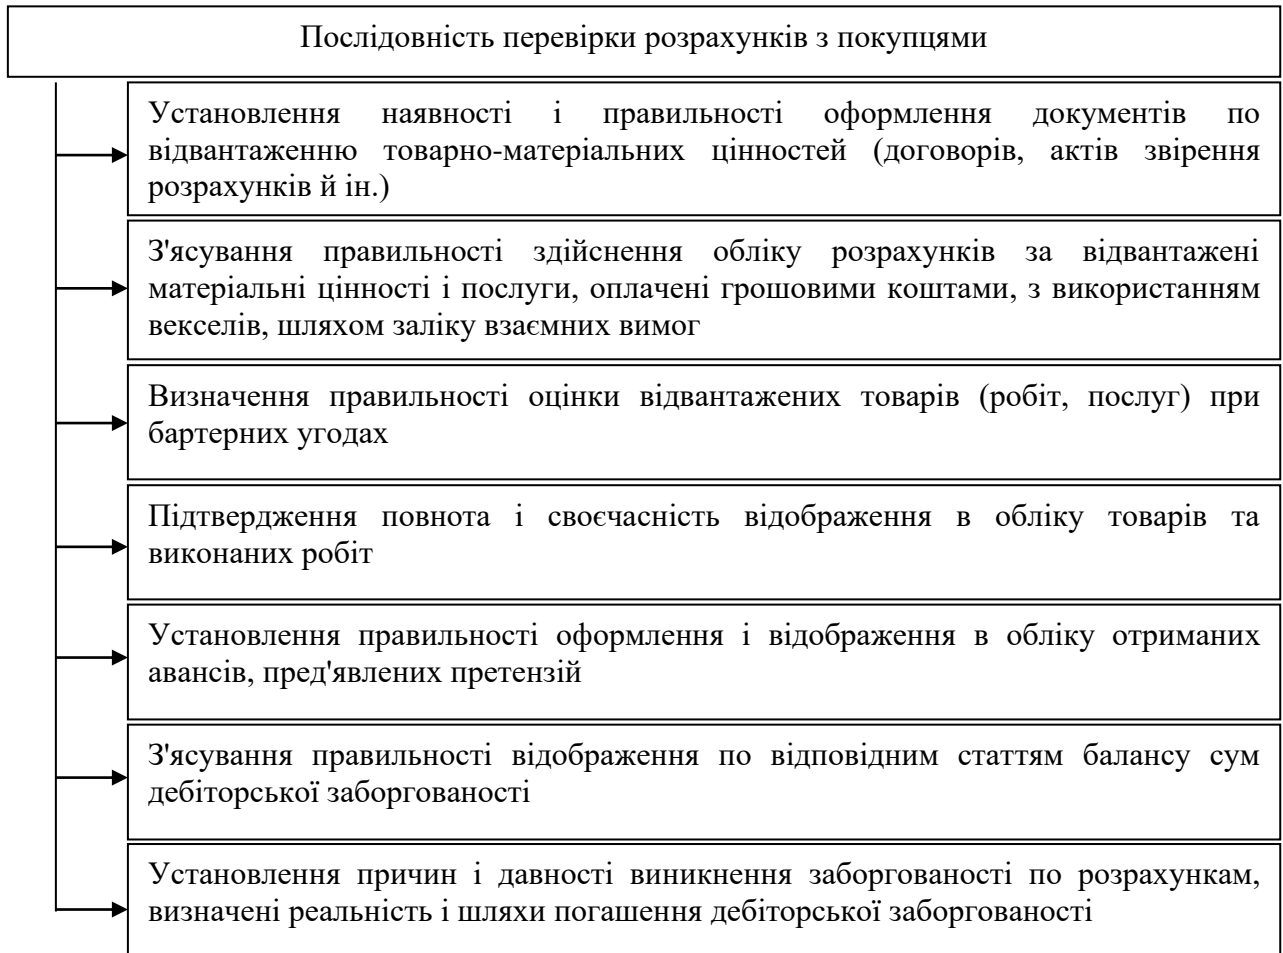 Послідовність перевірки розрахунків з покупцями
Установлення наявності і правильності оформлення документів по
відвантаженню товарно-матеріальних цінностей (договорів, актів звірення
розрахунків й ін.)
З'ясування правильності здійснення обліку розрахунків за відвантажені
матеріальні цінності і послуги, оплачені грошовими коштами, з використанням
векселів, шляхом заліку взаємних вимог
Визначення правильності оцінки відвантажених товарів (робіт, послуг) при
бартерних угодах
Підтвердження повнота і своєчасність відображення в обліку товарів та
виконаних робіт
Установлення правильності оформлення і відображення в обліку отриманих
авансів, пред'явлених претензій
З'ясування правильності відображення по відповідним статтям балансу сум
дебіторської заборгованості
Установлення причин і давності виникнення заборгованості по розрахункам,
визначені реальність і шляхи погашення дебіторської заборгованості